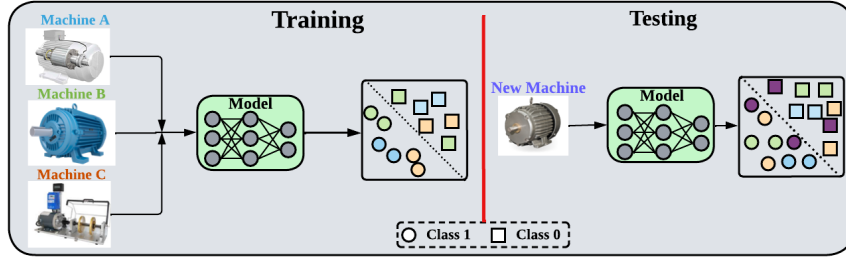 Training
Testing
Machine A
Machine B
Machine C
Model
New Machine
Model
Class 1
Class 0